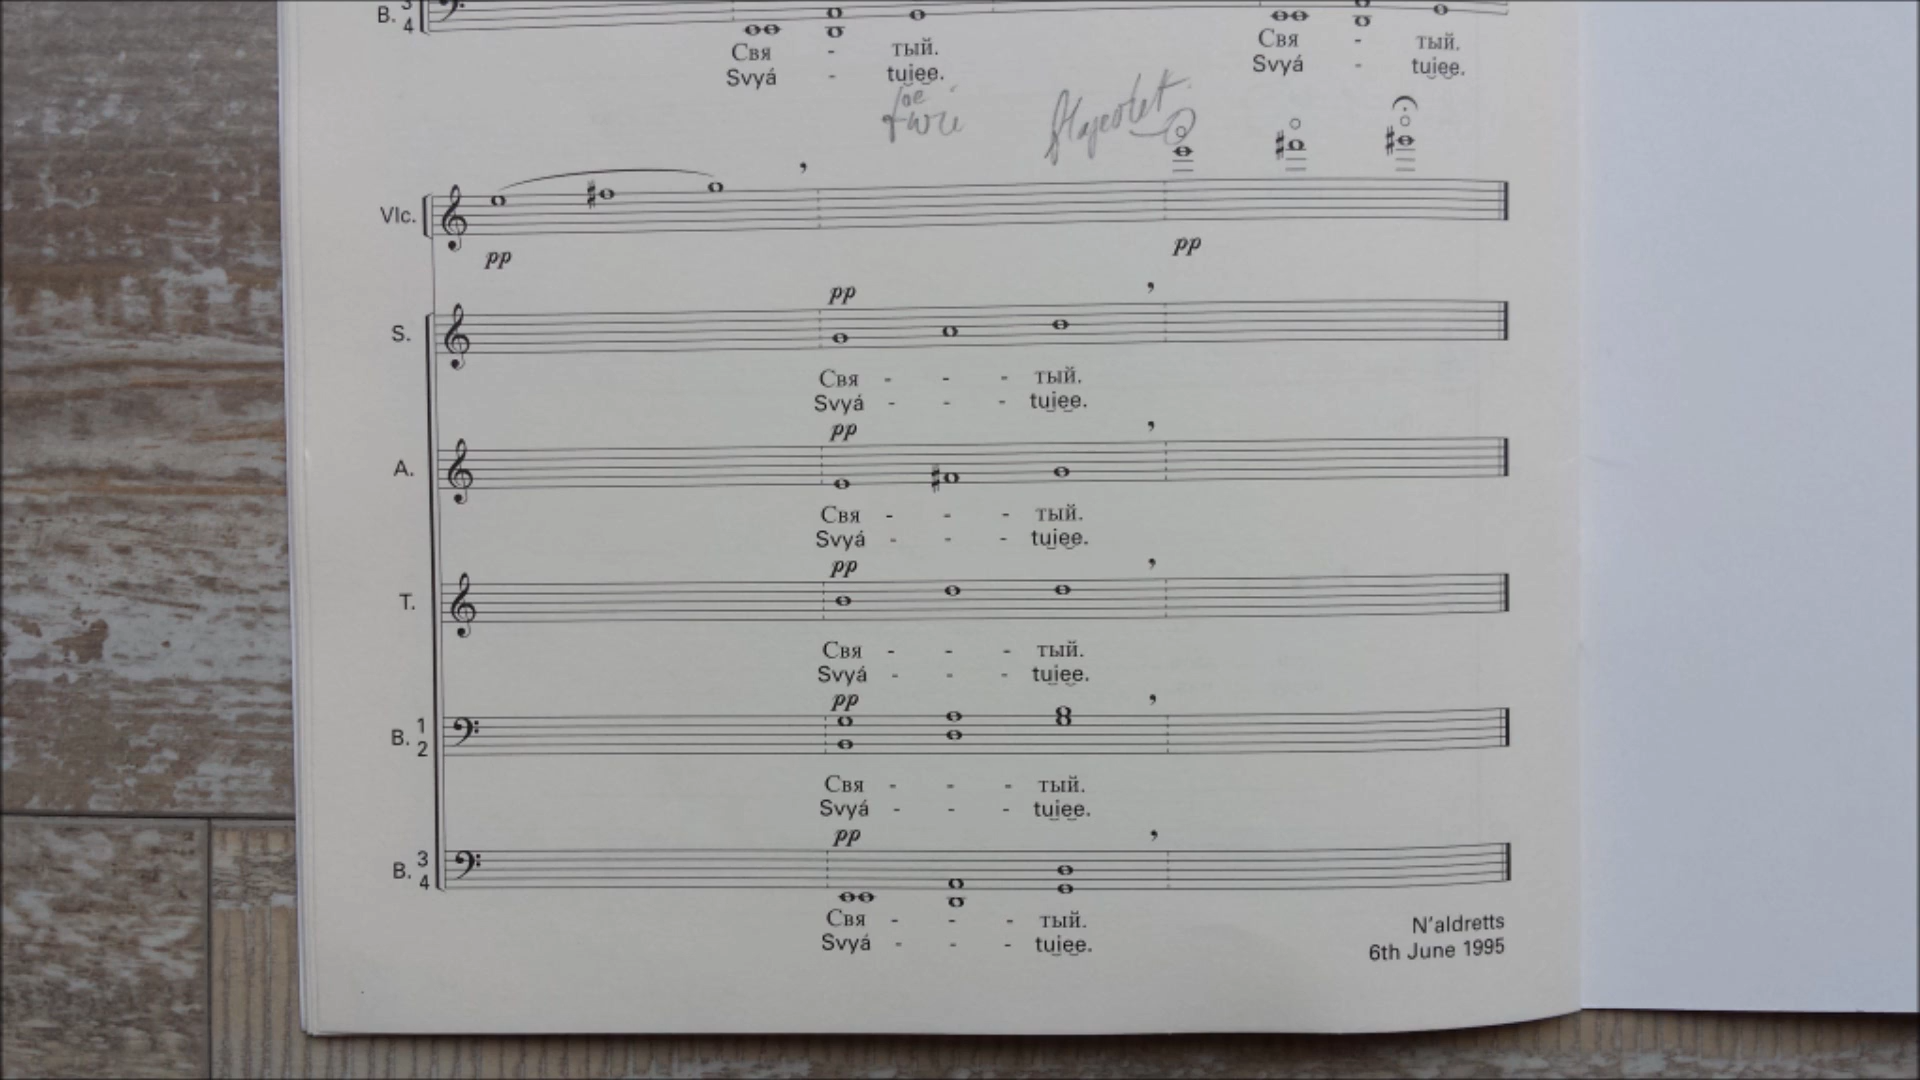 B. 3
4
Свя - тый. Свя - тый.
Svyá - tuiee. Svyá - tuiee.
flageolet
Vlc.
pp pp
pp
S.
Свя - - - тый.
Svyá - - - tuiee.
pp
A.
Свя - - - тый.
Svyá - - - tuiee.
pp
T.
Свя - - - тый.
Svyá - - - tuiee.
pp
B. 1
2
Свя - - - тый.
Svyá - - - tuiee.
pp
B. 3
4
Свя - - - тый.
Svyá - - - tuiee.
N'aldretts
6th June 1995